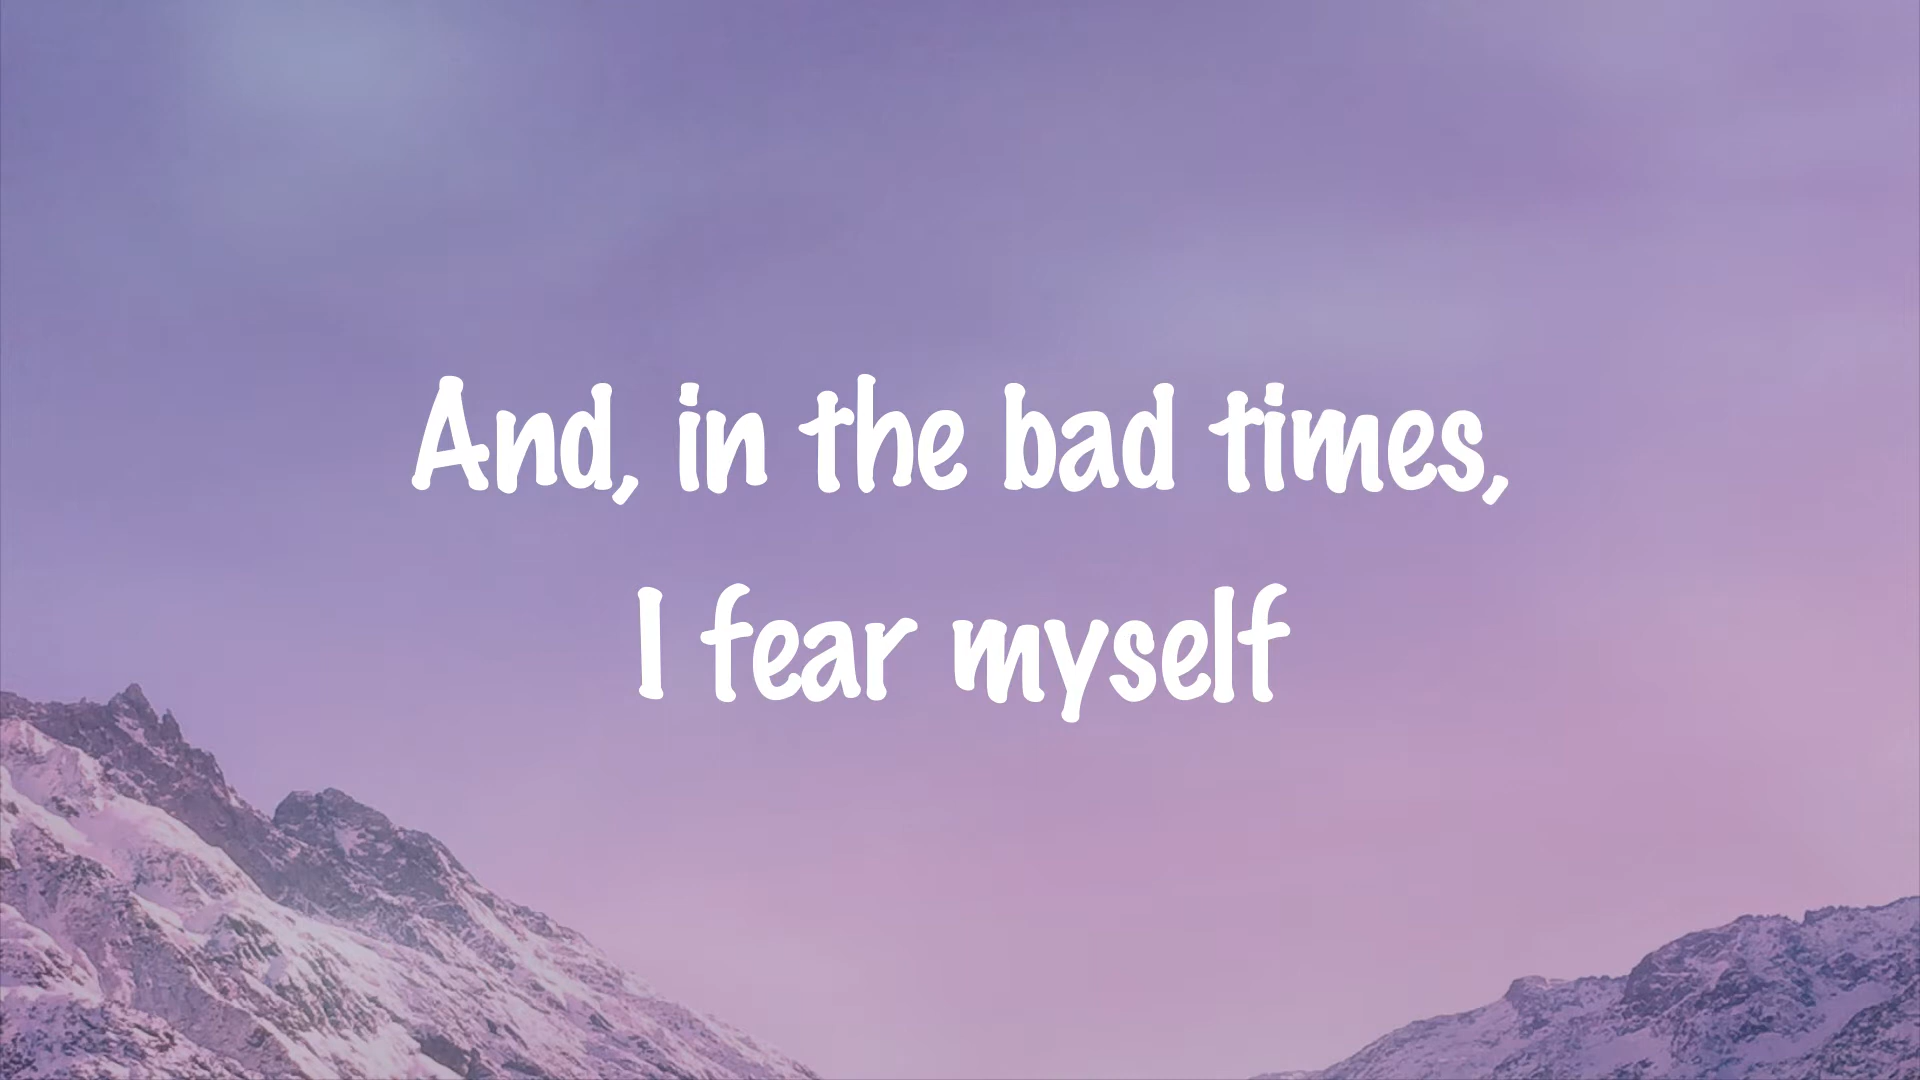 And, in the bad times,
I fear myself